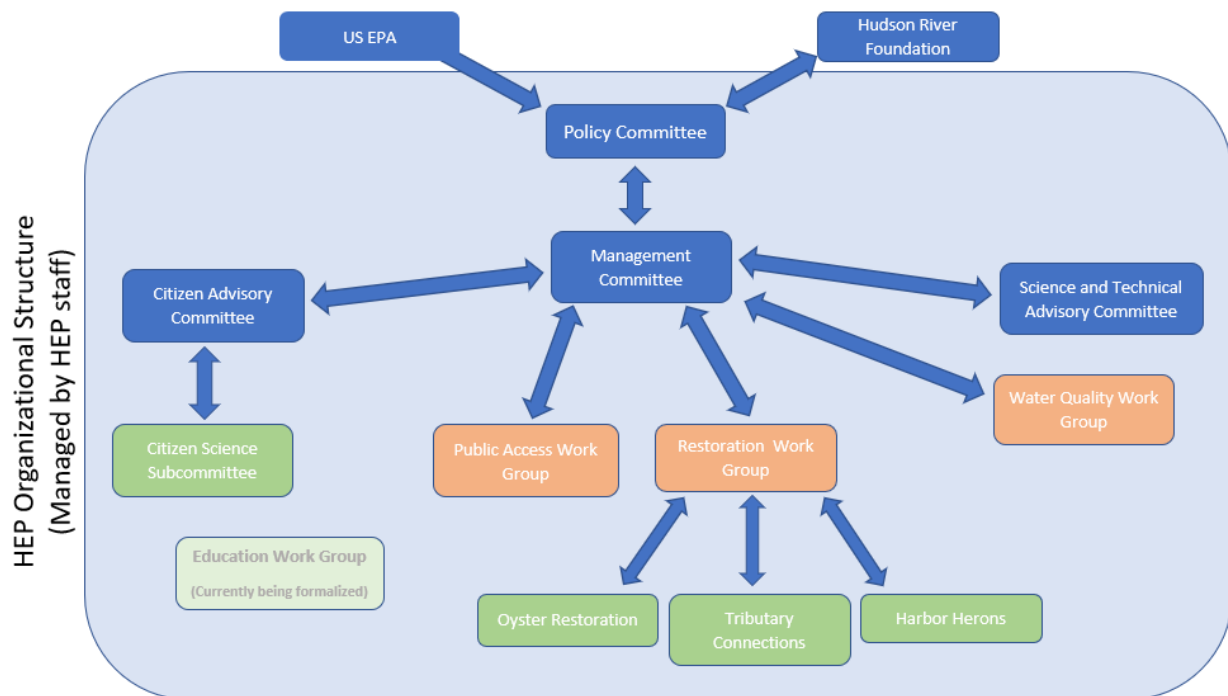 US EPA
Hudson River
Foundation
Policy Committee
Management
Committee
Citizen Advisory
Committee
Science and Technical
Advisory Committee
Water Quality Work
Group
Citizen Science
Subcommittee
Public Access Work
Group
Restoration Work
Group
Education Work Group
(Currently being formalized)
Oyster Restoration
Tributary
Connections
Harbor Herons
HEP Organizational Structure
(Managed by HEP staff)